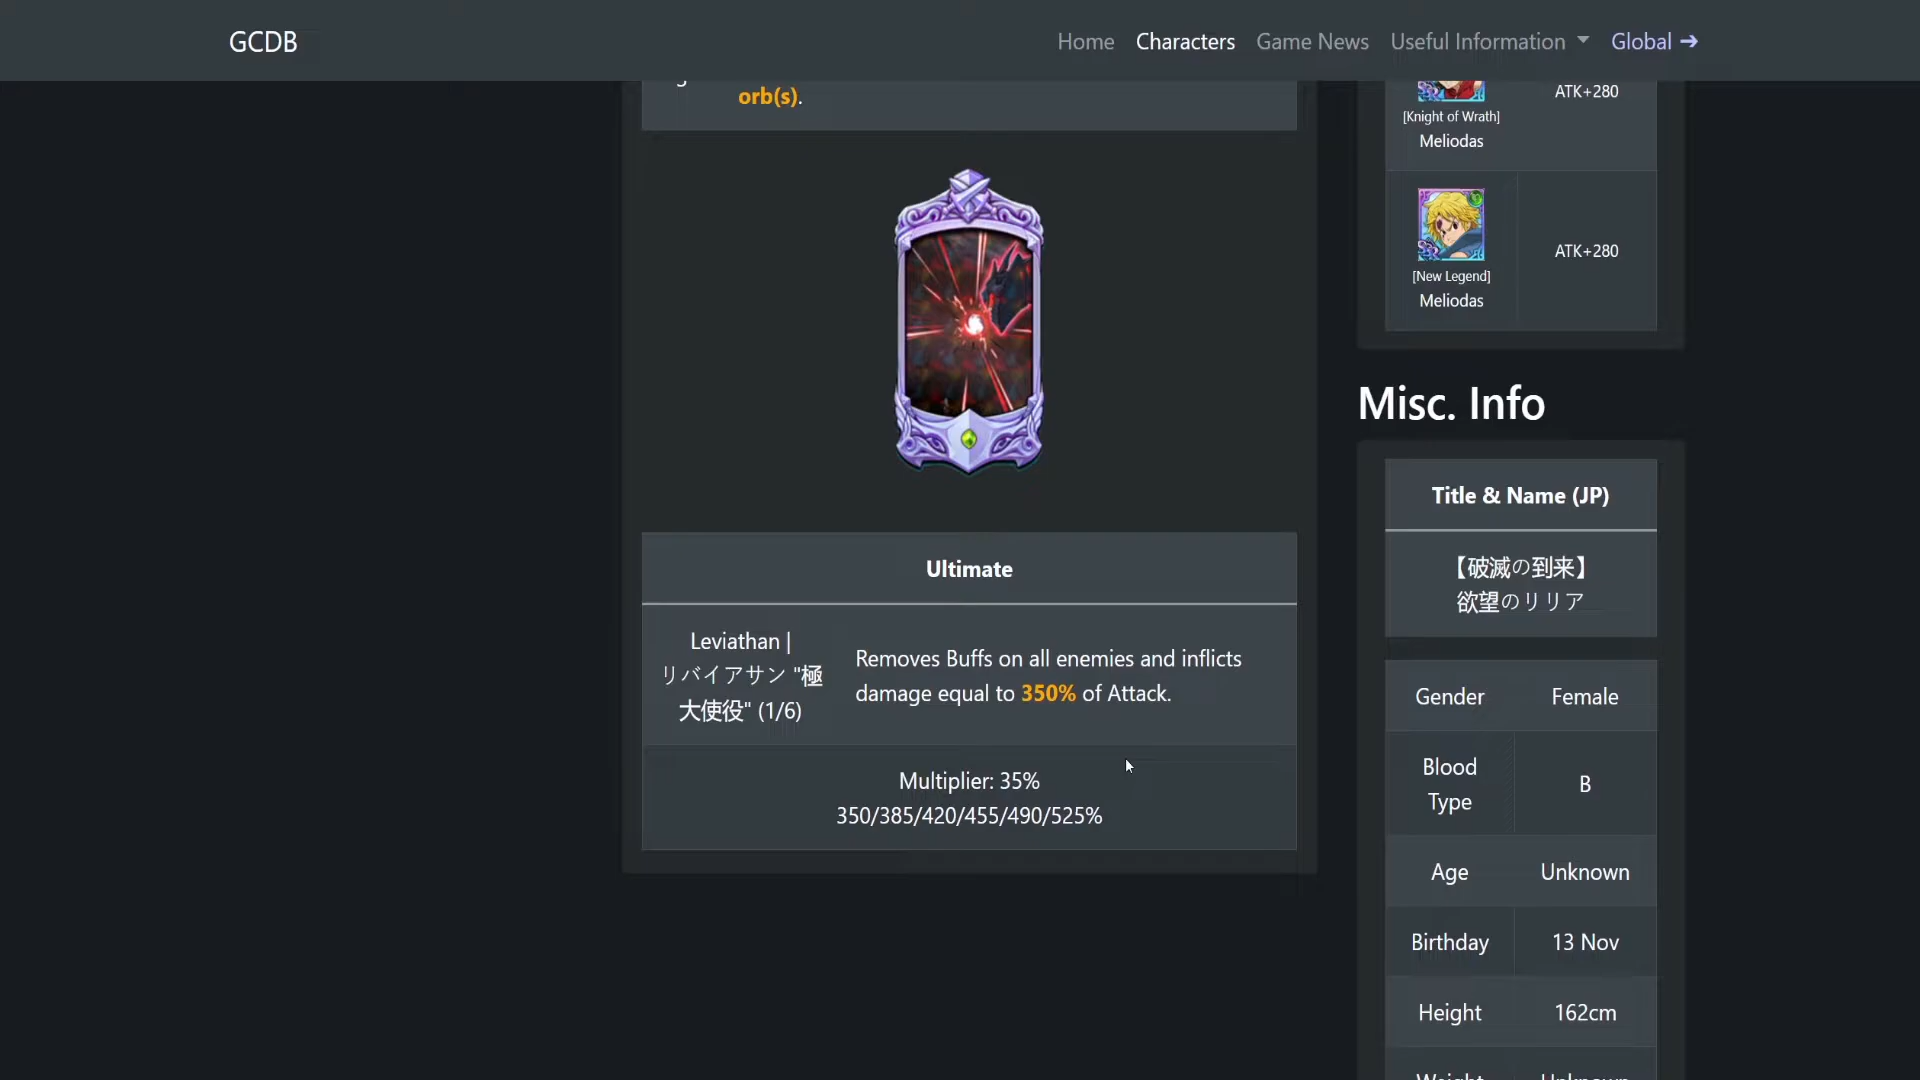 GCDB
Home
Characters
Game News
Useful Information
Global ➔
orb(s).
ATK+280
[Knight of Wrath]
Meliodas
[New Legend]
Meliodas
ATK+280
Ultimate
Leviathan |
リバイアサン "極
大使役" (1/6)
Removes Buffs on all enemies and inflicts
damage equal to 350% of Attack.
Multiplier: 35%
350/385/420/455/490/525%
Misc. Info
Title & Name (JP)
【破滅の到来】
欲望のリリア
Gender
Female
Blood
Type
B
Age
Unknown
Birthday
13 Nov
Height
162cm
Weight
Unknown